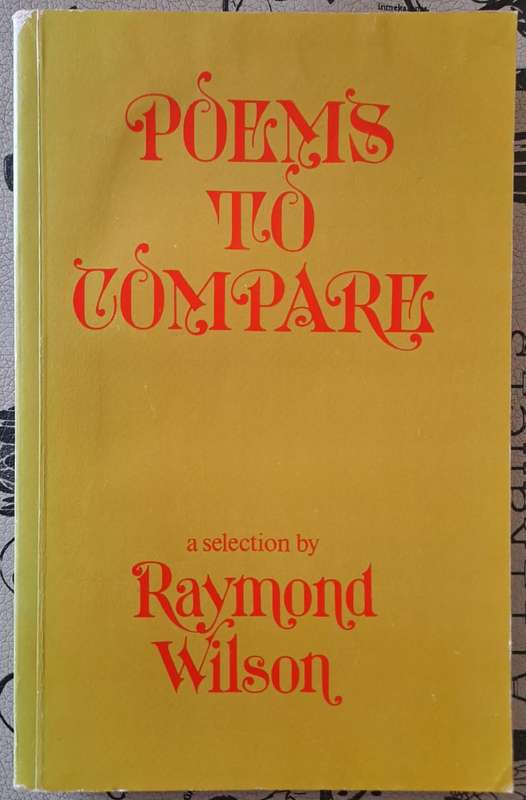 POEMS
TO
COMPARE
a selection by
Raymond
Wilson